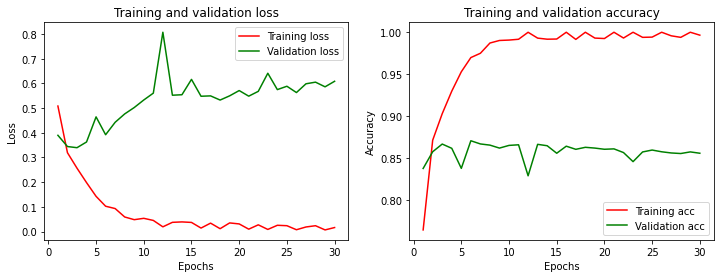 Training and validation loss
Training loss
Validation loss
0.8
0.7
0.6
0.5
0.4
0.3
0.2
0.1
0.0
Loss
0
5
10
15
20
25
30
Epochs
Training and validation accuracy
1.00
0.95
0.90
0.85
0.80
Accuracy
Training acc
Validation acc
0
5
10
15
20
25
30
Epochs